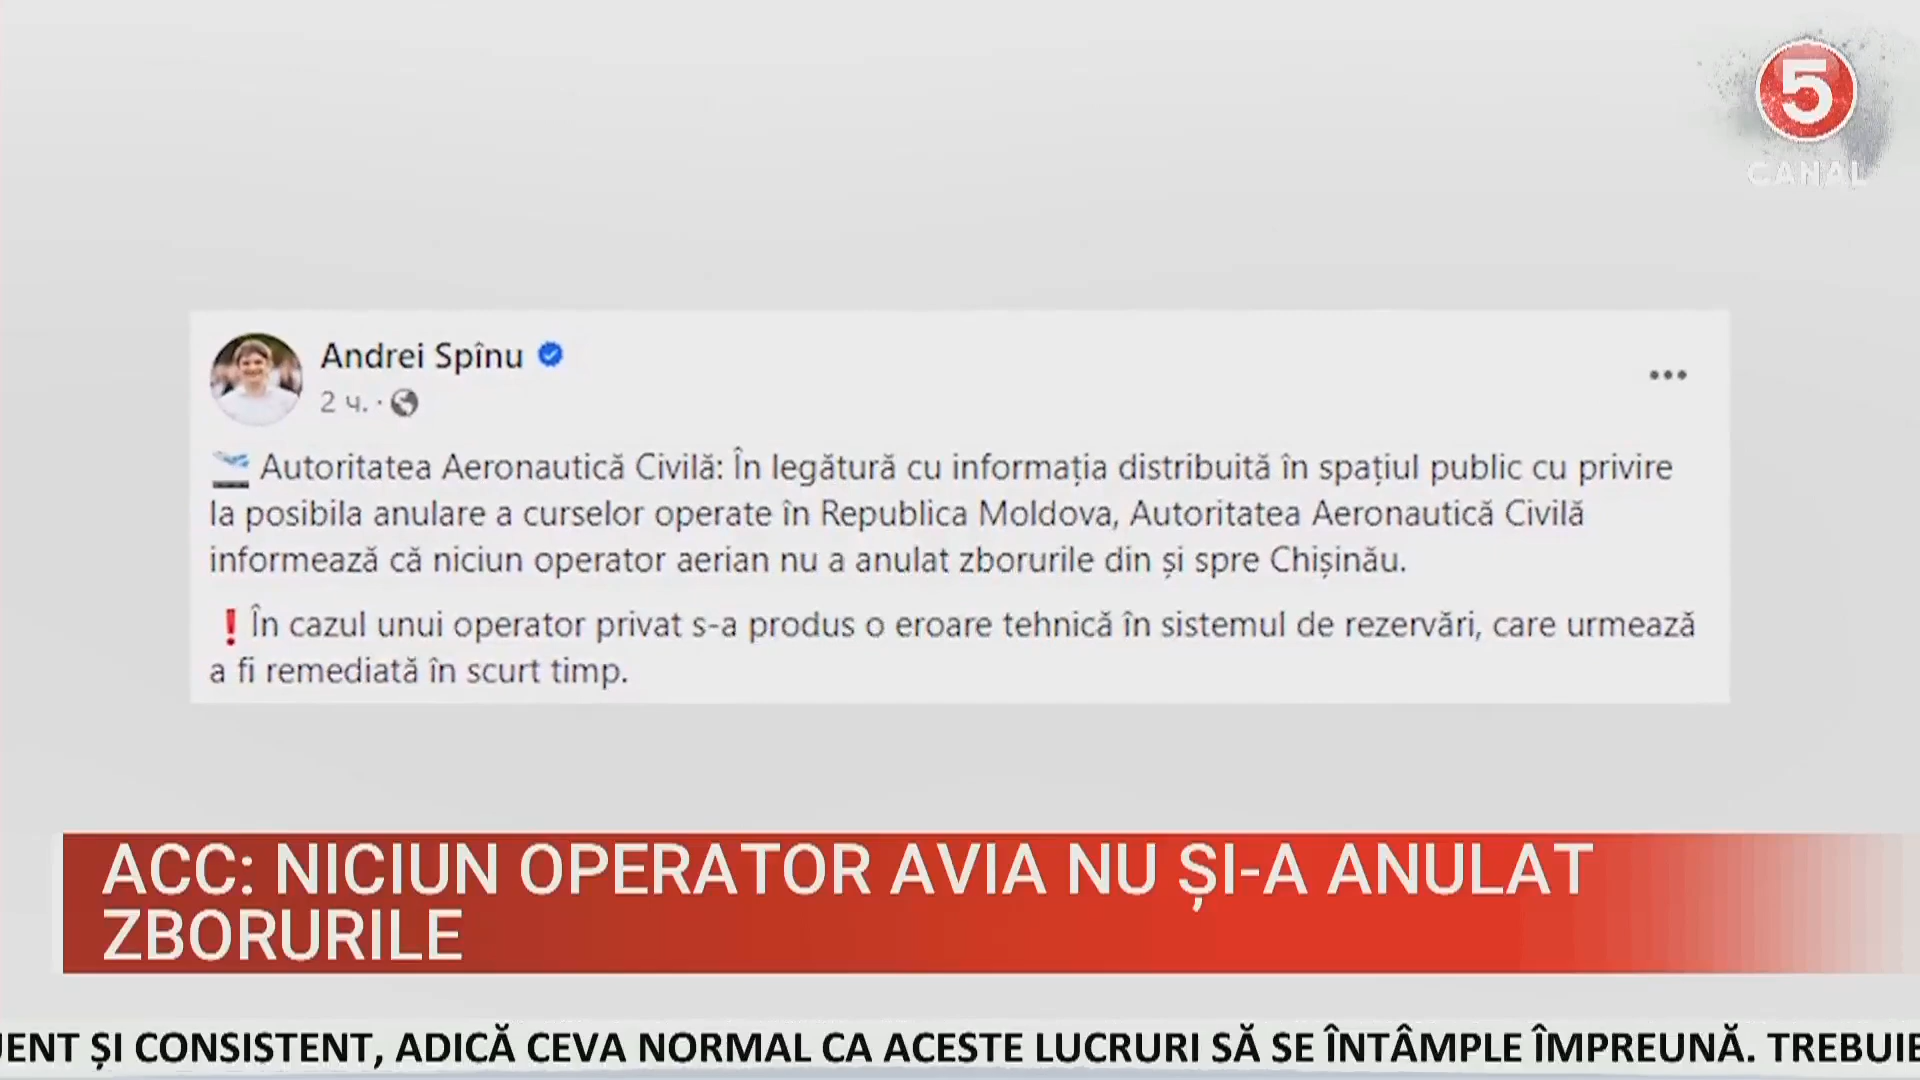 5
CANAL
Andrei Spînu
2 ч. ·
Autoritatea Aeronautică Civilă: În legătură cu informația distribuită în spațiul public cu privire
la posibila anulare a curselor operate în Republica Moldova, Autoritatea Aeronautică Civilă
informează că niciun operator aerian nu a anulat zborurile din și spre Chișinău.
❗În cazul unui operator privat s-a produs o eroare tehnică în sistemul de rezervări, care urmează
a fi remediată în scurt timp.
ACC: NICIUN OPERATOR AVIA NU ȘI-A ANULAT
ZBORURILE
ȘI CONSISTENT, ADICĂ CEVA NORMAL CA ACESTE LUCRURI SĂ SE ÎNTÂMPLE ÎMPREUNĂ.